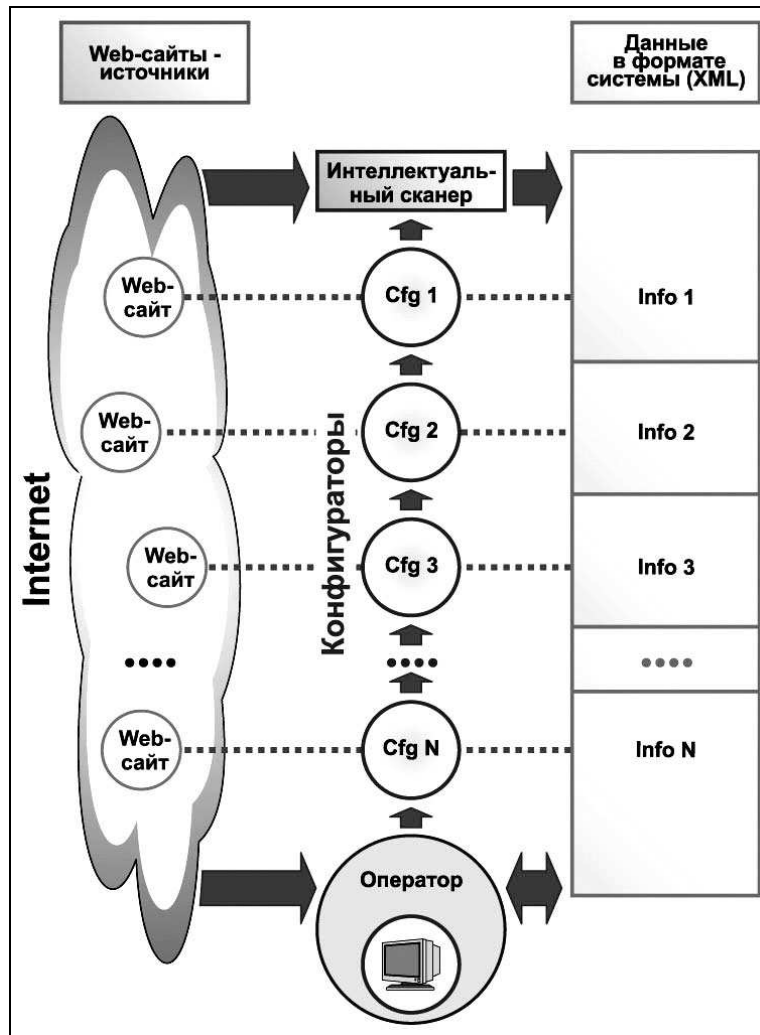 Web-сайты -
источники
Данные
в формате
системы (XML)
Интеллектуаль-
ный сканер
Internet
Конфигураторы
Web-
сайт
Cfg 1
Info 1
Web-
сайт
Cfg 2
Info 2
Web-
сайт
Cfg 3
Info 3
Web-
сайт
Cfg N
Info N
Оператор